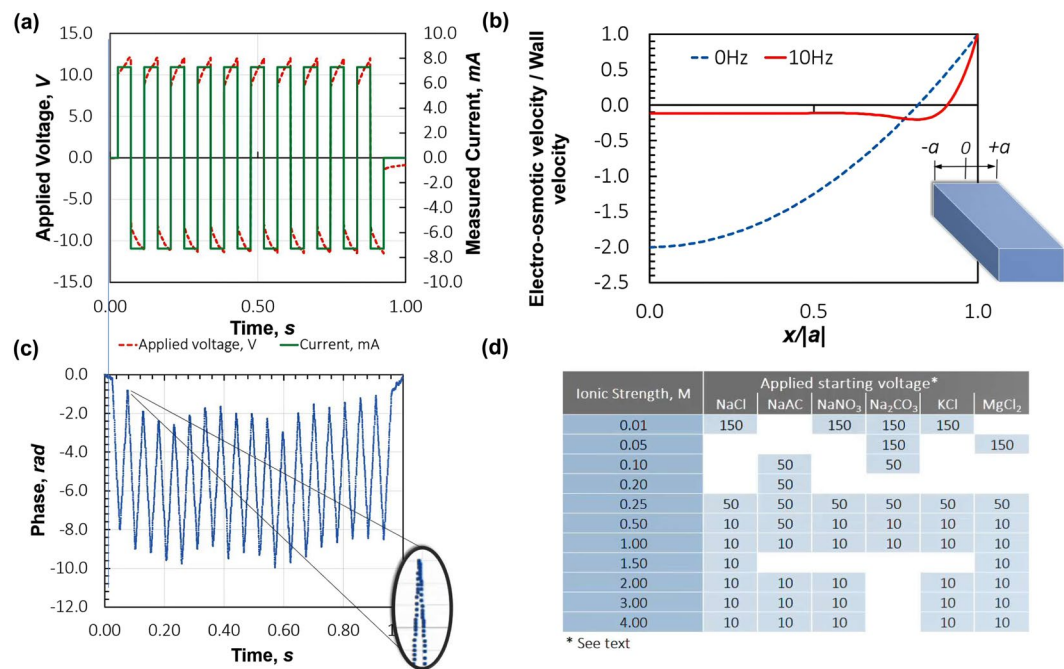 (a)
15.0
10.0
5.0
0.0
-5.0
-10.0
-15.0
Applied Voltage, V
10.0
8.0
6.0
4.0
2.0
0.0
-2.0
-4.0
-6.0
-8.0
-10.0
Measured Current, mA
0.00 0.50 1.00
Time, s
Applied voltage, V Current, mA
(b)
Electro-osmotic velocity / Wall
velocity
1.0
0.5
0.0
-0.5
-1.0
-1.5
-2.0
-2.5
0Hz 10Hz
-a 0 +a
0.0 0.5 1.0
x/|a|
(c)
0.0
-2.0
-4.0
-6.0
-8.0
-10.0
-12.0
Phase, rad
0.00 0.20 0.40 0.60 0.80 1
Time, s
(d)
Ionic Strength, M Applied starting voltage*
NaCl NaAC NaNO₃ Na₂CO₃ KCl MgCl₂
0.01 150 150 150 150
0.05 150 150
0.10 50 50
0.20 50
0.25 50 50 50 50 50 50
0.50 10 50 10 10 10 10
1.00 10 10 10 10 10 10
1.50 10 10
2.00 10 10 10 10 10
3.00 10 10 10 10 10
4.00 10 10 10 10 10
* See text